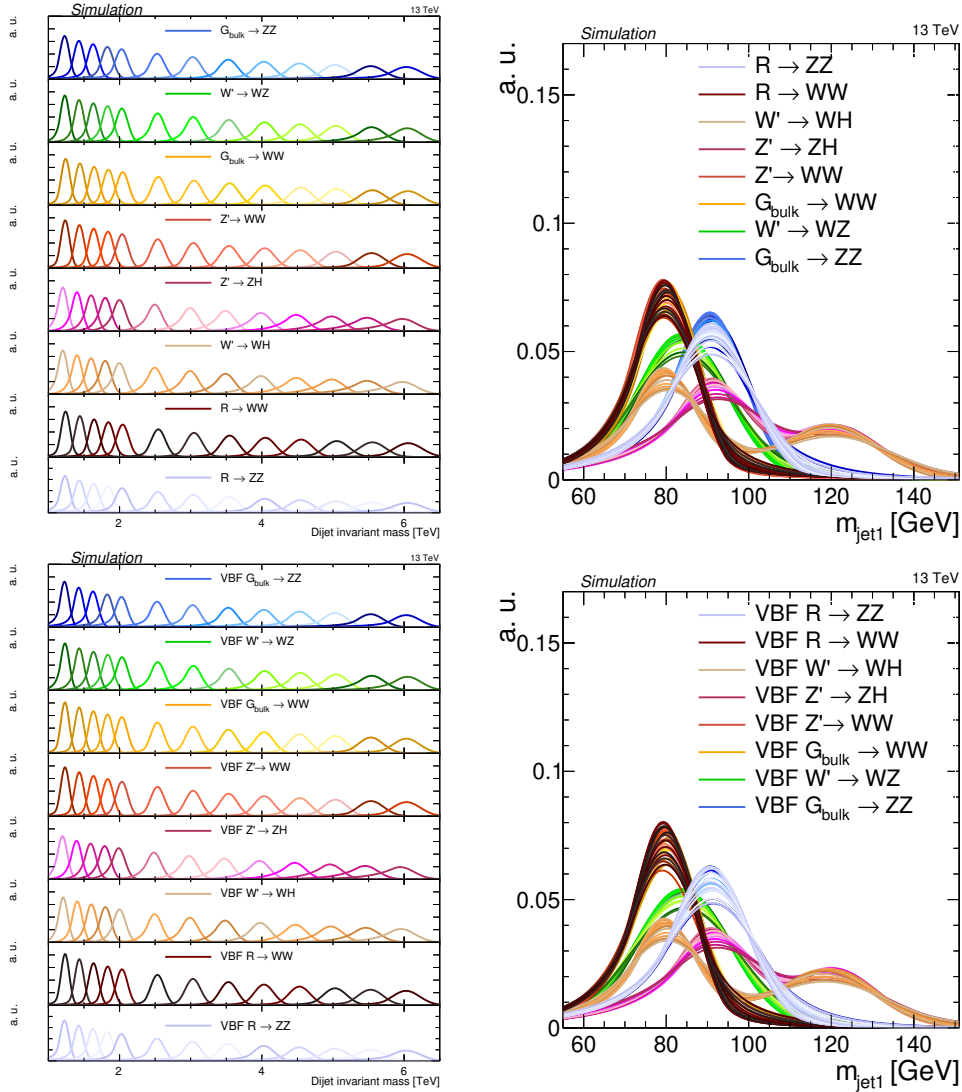 Simulation 13 TeV
a. u. G_bulk → ZZ
a. u. W' → WZ
a. u. G_bulk → WW
a. u. Z' → WW
a. u. Z' → ZH
a. u. W' → WH
a. u. R → WW
a. u. R → ZZ
2 4 6
Dijet invariant mass [TeV]
Simulation 13 TeV
a. u.
0.15
0.1
0.05
0
R → ZZ
R → WW
W' → WH
Z' → ZH
Z' → WW
G_bulk → WW
W' → WZ
G_bulk → ZZ
60 80 100 120 140
m_jet1 [GeV]
Simulation 13 TeV
a. u. VBF G_bulk → ZZ
a. u. VBF W' → WZ
a. u. VBF G_bulk → WW
a. u. VBF Z' → WW
a. u. VBF Z' → ZH
a. u. VBF W' → WH
a. u. VBF R → WW
a. u. VBF R → ZZ
2 4 6
Dijet invariant mass [TeV]
Simulation 13 TeV
a. u.
0.15
0.1
0.05
0
VBF R → ZZ
VBF R → WW
VBF W' → WH
VBF Z' → ZH
VBF Z' → WW
VBF G_bulk → WW
VBF W' → WZ
VBF G_bulk → ZZ
60 80 100 120 140
m_jet1 [GeV]